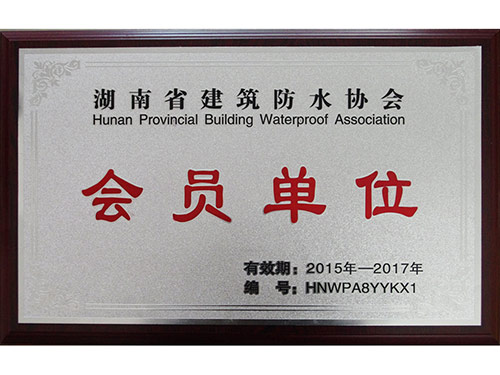 湖南省建筑防水协会
Hunan Provincial Building Waterproof Association
会员单位
有效期：2015年—2017年
编 号：HNWPA8YYKX1